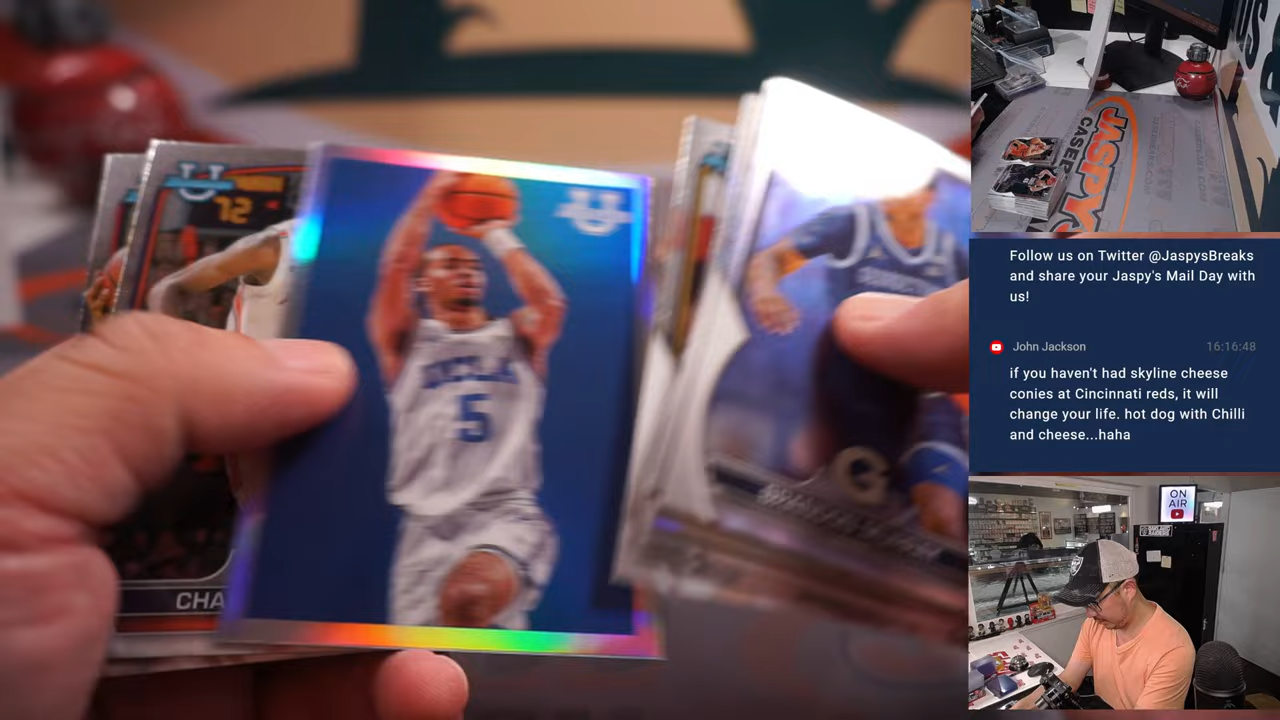 72
UCLA
5
CHA
G
JASPY
CASE
Follow us on Twitter @JaspysBreaks
and share your Jaspy's Mail Day with
us!
John Jackson 16:16:48
if you haven't had skyline cheese
conies at Cincinnati reds, it will
change your life. hot dog with Chilli
and cheese...haha
ON
AIR